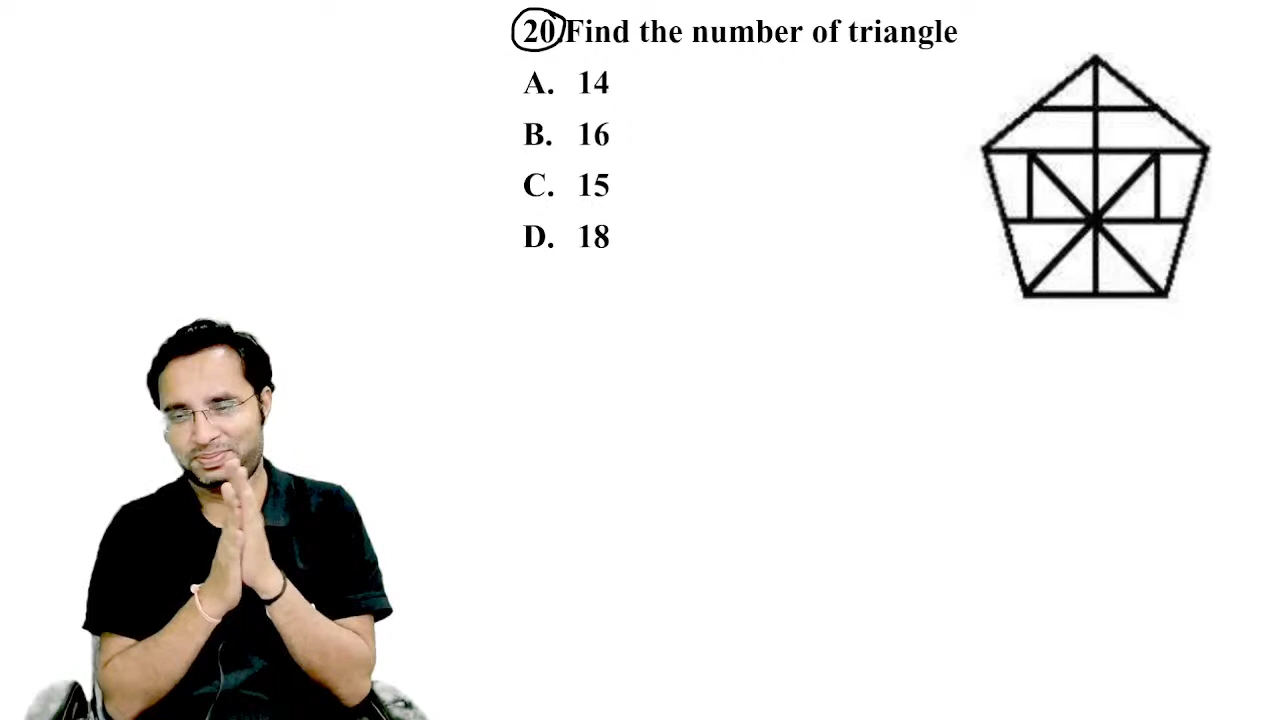 20.Find the number of triangle
A. 14
B. 16
C. 15
D. 18